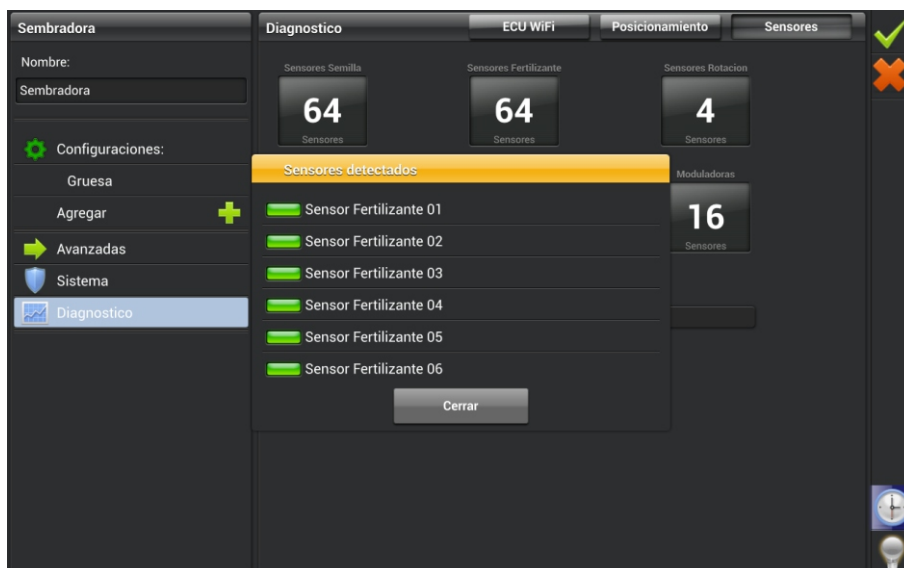 Sembradora
Nombre:
Sembradora
Configuraciones:
Gruesa
Agregar
Avanzadas
Sistema
Diagnostico
Diagnostico
ECU WiFi
Posicionamiento
Sensores
Sensores Semilla
64
Sensores
Sensores Fertilizante
64
Sensores
Sensores Rotacion
4
Sensores
Moduladoras
16
Sensores
Sensores detectados
Sensor Fertilizante 01
Sensor Fertilizante 02
Sensor Fertilizante 03
Sensor Fertilizante 04
Sensor Fertilizante 05
Sensor Fertilizante 06
Cerrar